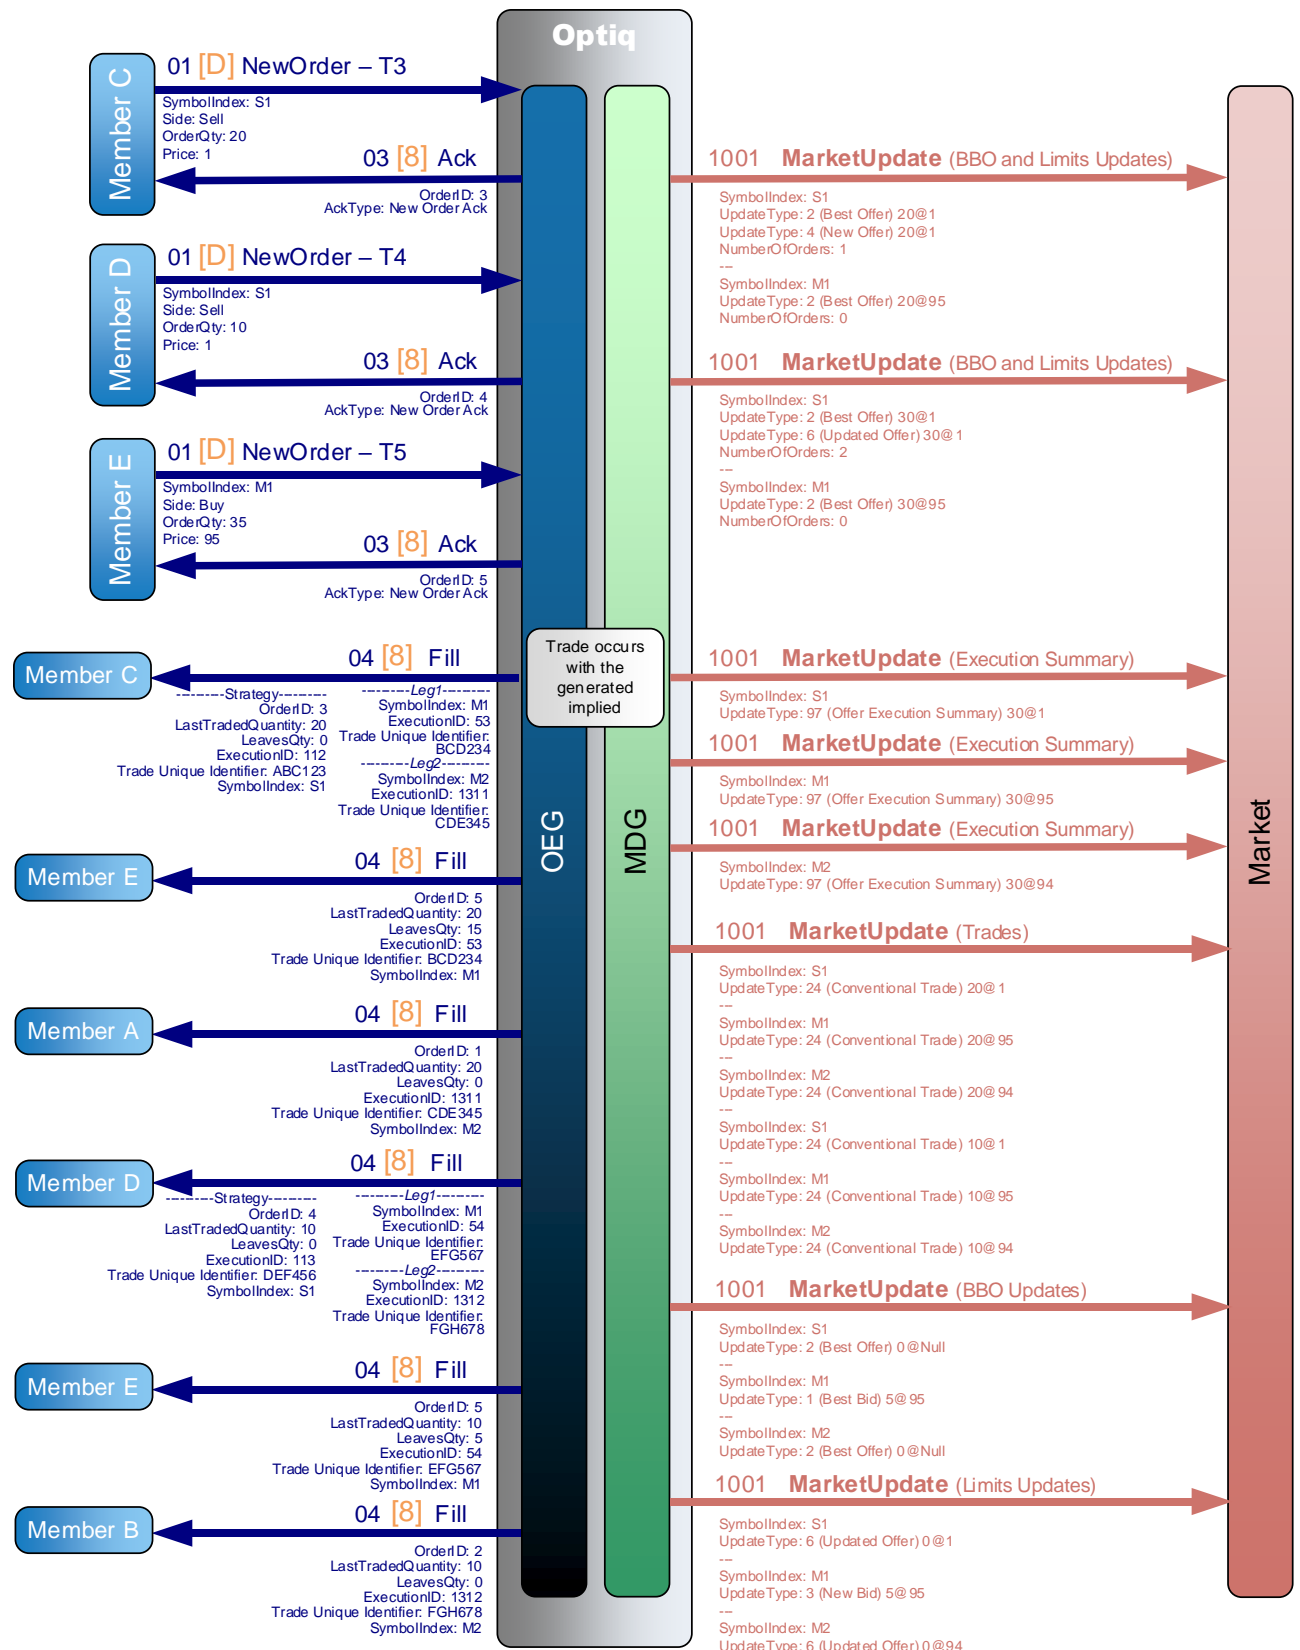 Optiq
Member C
01 [D] NewOrder – T3
SymbolIndex: S1
Side: Sell
OrderQty: 20
Price: 1
03 [8] Ack
OrderID: 3
AckType: New Order Ack
1001 MarketUpdate (BBO and Limits Updates)
SymbolIndex: S1
UpdateType: 2 (Best Offer) 20@1
UpdateType: 4 (New Offer) 20@1
NumberOfOrders: 1
---
SymbolIndex: M1
UpdateType: 2 (Best Offer) 20@95
NumberOfOrders: 0
Member D
01 [D] NewOrder – T4
SymbolIndex: S1
Side: Sell
OrderQty: 10
Price: 1
03 [8] Ack
OrderID: 4
AckType: New Order Ack
1001 MarketUpdate (BBO and Limits Updates)
SymbolIndex: S1
UpdateType: 2 (Best Offer) 30@1
UpdateType: 6 (Updated Offer) 30@1
NumberOfOrders: 2
---
SymbolIndex: M1
UpdateType: 2 (Best Offer) 30@95
NumberOfOrders: 0
Member E
01 [D] NewOrder – T5
SymbolIndex: M1
Side: Buy
OrderQty: 35
Price: 95
03 [8] Ack
OrderID: 5
AckType: New Order Ack
Trade occurs
with the
generated
implied
OEG
MDG
Market
Member C
04 [8] Fill
---------Strategy---------
OrderID: 3
LastTradedQuantity: 20
LeavesQty: 0
ExecutionID: 112
Trade Unique Identifier: ABC123
SymbolIndex: S1
---------Leg1---------
SymbolIndex: M1
ExecutionID: 53
Trade Unique Identifier:
BCD234
---------Leg2---------
SymbolIndex: M2
ExecutionID: 1311
Trade Unique Identifier:
CDE345
1001 MarketUpdate (Execution Summary)
SymbolIndex: S1
UpdateType: 97 (Offer Execution Summary) 30@1
1001 MarketUpdate (Execution Summary)
SymbolIndex: M1
UpdateType: 97 (Offer Execution Summary) 30@95
1001 MarketUpdate (Execution Summary)
SymbolIndex: M2
UpdateType: 97 (Offer Execution Summary) 30@94
Member E
04 [8] Fill
OrderID: 5
LastTradedQuantity: 20
LeavesQty: 15
ExecutionID: 53
Trade Unique Identifier: BCD234
SymbolIndex: M1
1001 MarketUpdate (Trades)
SymbolIndex: S1
UpdateType: 24 (Conventional Trade) 20@1
---
SymbolIndex: M1
UpdateType: 24 (Conventional Trade) 20@95
---
SymbolIndex: M2
UpdateType: 24 (Conventional Trade) 20@94
---
SymbolIndex: S1
UpdateType: 24 (Conventional Trade) 10@1
---
SymbolIndex: M1
UpdateType: 24 (Conventional Trade) 10@95
---
SymbolIndex: M2
UpdateType: 24 (Conventional Trade) 10@94
Member A
04 [8] Fill
OrderID: 1
LastTradedQuantity: 20
LeavesQty: 0
ExecutionID: 1311
Trade Unique Identifier: CDE345
SymbolIndex: M2
Member D
04 [8] Fill
---------Strategy---------
OrderID: 4
LastTradedQuantity: 10
LeavesQty: 0
ExecutionID: 113
Trade Unique Identifier: DEF456
SymbolIndex: S1
---------Leg1---------
SymbolIndex: M1
ExecutionID: 54
Trade Unique Identifier:
EFG567
---------Leg2---------
SymbolIndex: M2
ExecutionID: 1312
Trade Unique Identifier:
FGH678
1001 MarketUpdate (BBO Updates)
SymbolIndex: S1
UpdateType: 2 (Best Offer) 0@Null
---
SymbolIndex: M1
UpdateType: 1 (Best Bid) 5@95
---
SymbolIndex: M2
UpdateType: 2 (Best Offer) 0@Null
Member E
04 [8] Fill
OrderID: 5
LastTradedQuantity: 10
LeavesQty: 5
ExecutionID: 54
Trade Unique Identifier: EFG567
SymbolIndex: M1
1001 MarketUpdate (Limits Updates)
SymbolIndex: S1
UpdateType: 6 (Updated Offer) 0@1
---
SymbolIndex: M1
UpdateType: 3 (New Bid) 5@95
---
SymbolIndex: M2
UpdateType: 6 (Updated Offer) 0@94
Member B
04 [8] Fill
OrderID: 2
LastTradedQuantity: 10
LeavesQty: 0
ExecutionID: 1312
Trade Unique Identifier: FGH678
SymbolIndex: M2